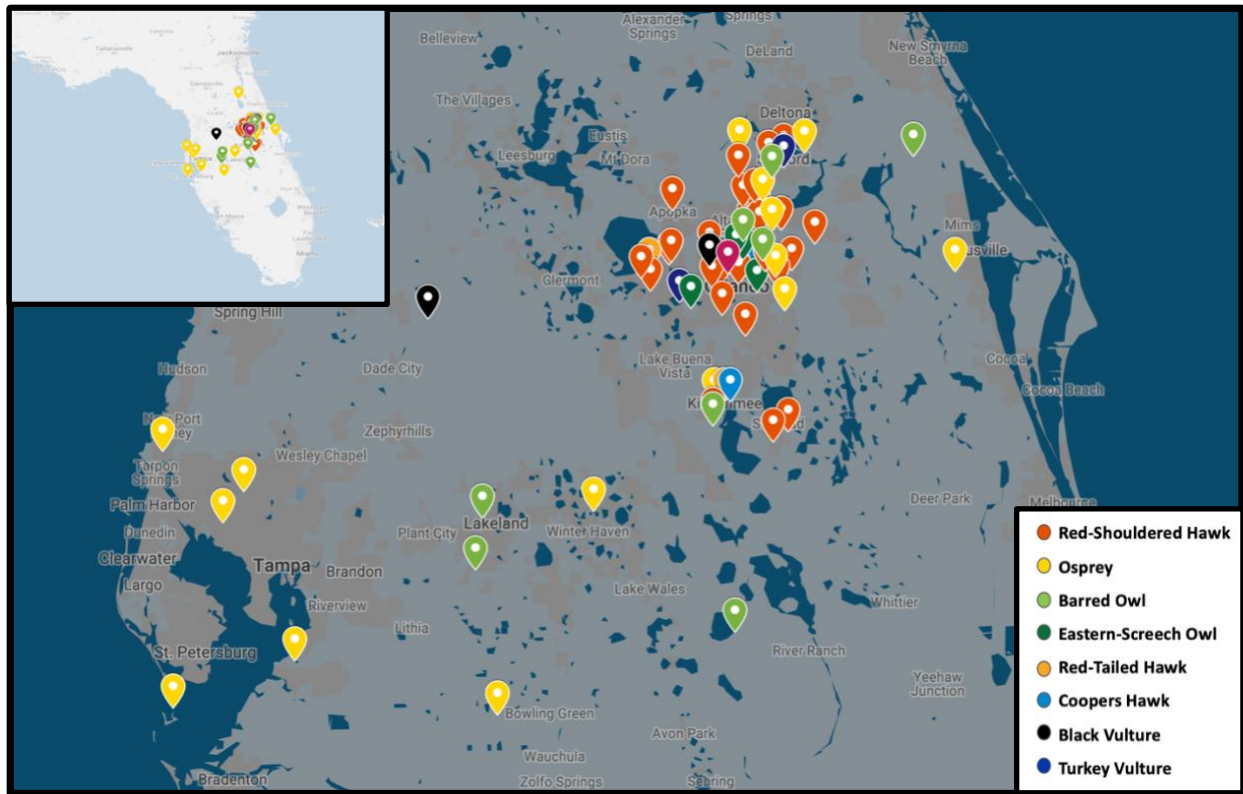 Jacksonville
Gainesville
Alexander
Springs
Springs
Belleview
DeLand
New Smyrna
Beach
The Villages
Deltona
Eustis
Leesburg
Mt Dora
Apopka
Mims
Clermont
Spring Hill
Lake Buena
Vista
Cocoa
Hudson
Dade City
Cocoa Beach
Zephyrhills
Wesley Chapel
Tarpon
Springs
Palm Harbor
Deer Park
Melbourne
Lakeland
Plant City
Winter Haven
Dunedin
Clearwater
Tampa
Brandon
Largo
Riverview
Lake Wales
Whittier
Lithia
St. Petersburg
River Ranch
Yeehaw
Junction
Bowling Green
Avon Park
Wauchula
Bradenton
Zolfo Springs
Sebring
Red-Shouldered Hawk
Osprey
Barred Owl
Eastern-Screech Owl
Red-Tailed Hawk
Coopers Hawk
Black Vulture
Turkey Vulture